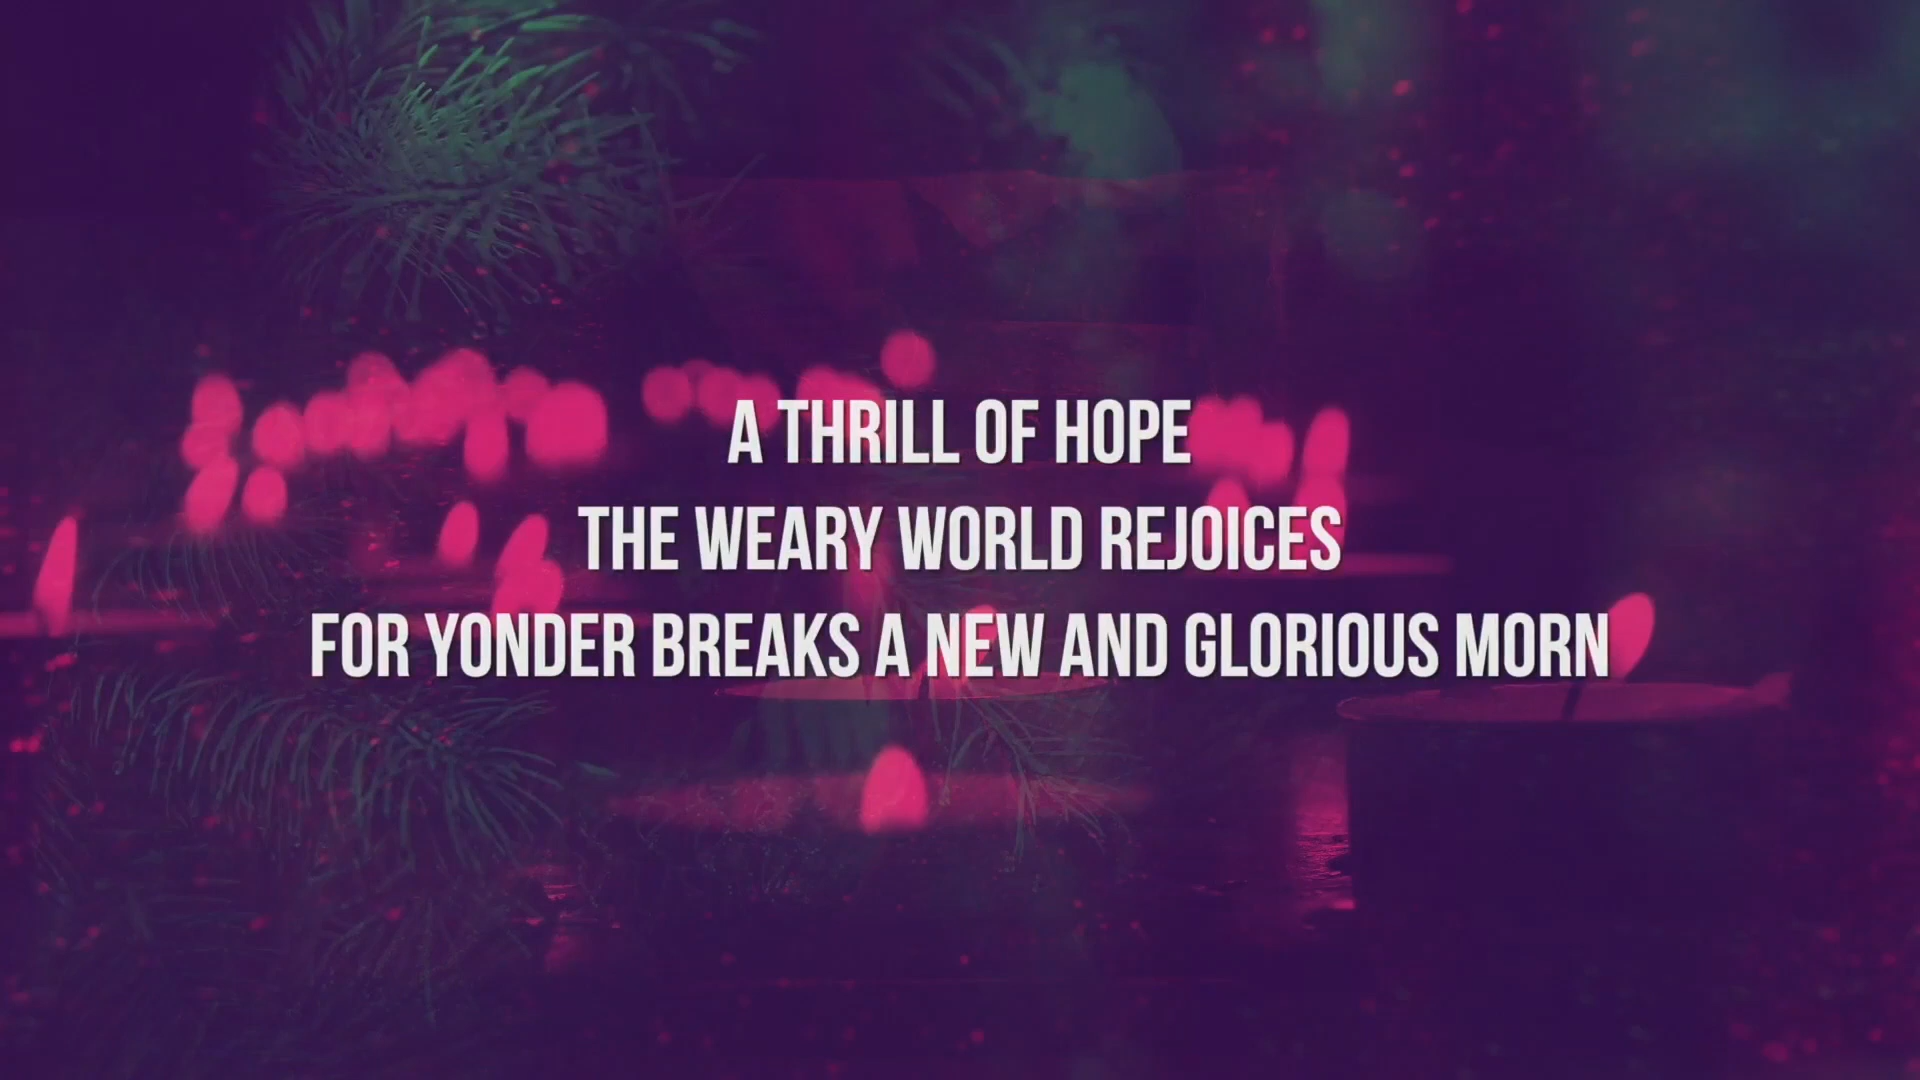 A THRILL OF HOPE
THE WEARY WORLD REJOICES
FOR YONDER BREAKS A NEW AND GLORIOUS MORN